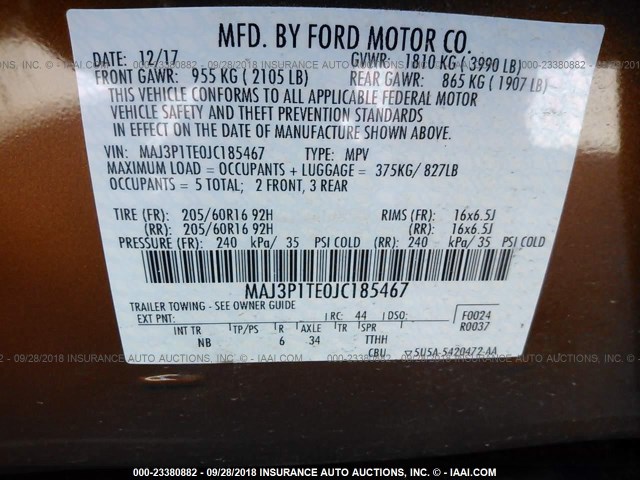 MFD. BY FORD MOTOR CO.
DATE: 12/17 GVWR: 1810 KG ( 3990 LB)
FRONT GAWR: 955 KG ( 2105 LB) REAR GAWR: 865 KG ( 1907 LB)
THIS VEHICLE CONFORMS TO ALL APPLICABLE FEDERAL MOTOR
VEHICLE SAFETY AND THEFT PREVENTION STANDARDS
IN EFFECT ON THE DATE OF MANUFACTURE SHOWN ABOVE.
VIN: MAJ3P1TE0JC185467 TYPE: MPV
MAXIMUM LOAD = OCCUPANTS + LUGGAGE = 375KG/ 827LB
OCCUPANTS = 5 TOTAL; 2 FRONT, 3 REAR
TIRE (FR): 205/60R16 92H RIMS (FR): 16x6.5J
(RR): 205/60R16 92H (RR): 16x6.5J
PRESSURE (FR): 240 kPa/ 35 PSI COLD (RR): 240 kPa/ 35 PSI COLD
MAJ3P1TE0JC185467
TRAILER TOWING - SEE OWNER GUIDE
EXT PNT: RC: 44 DSO: F0024
R0037
INT TR TP/PS R AXLE TR SPR
NB 6 34 TTHH
CBU 5U5A-5420472-AA
000-23380882 - 09/28/2018 INSURANCE AUTO AUCTIONS, INC. - IAAI.COM